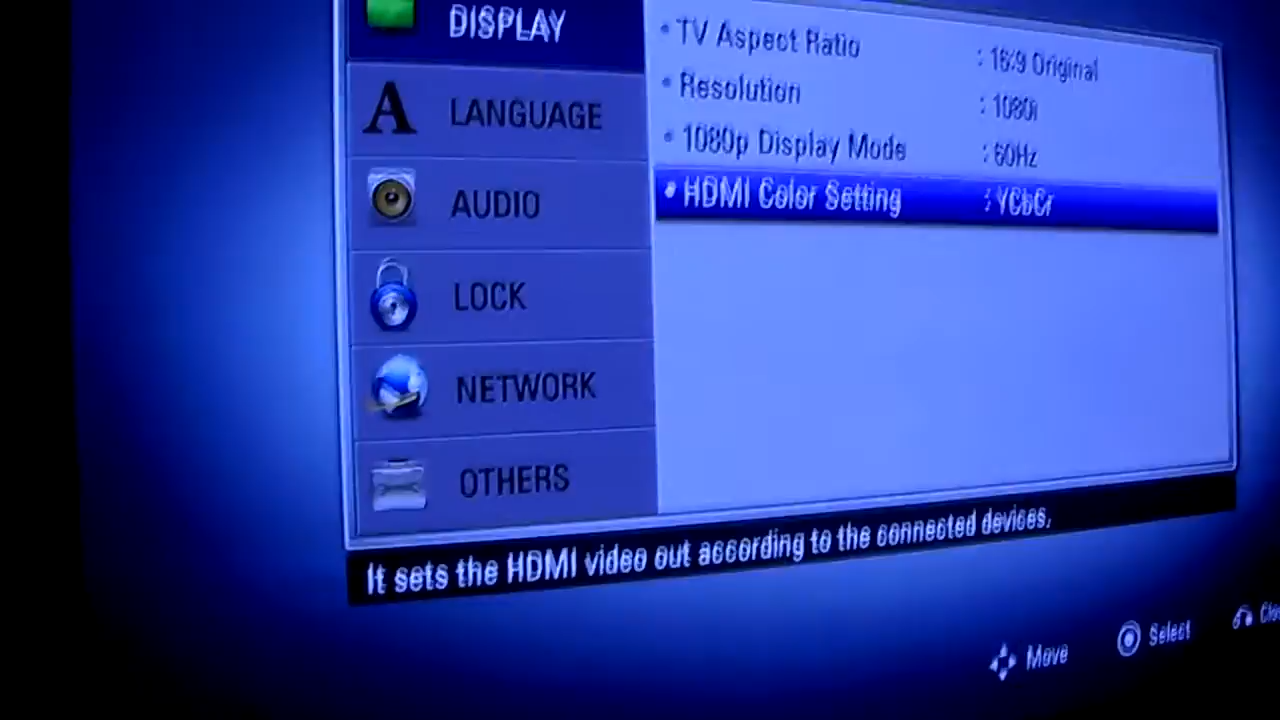 DISPLAY
LANGUAGE
AUDIO
LOCK
NETWORK
OTHERS
• TV Aspect Ratio : 16:9 Original
• Resolution : 1080i
• 1080p Display Mode : 60Hz
• HDMI Color Setting : YCbCr
It sets the HDMI video out according to the connected devices.
Move Select